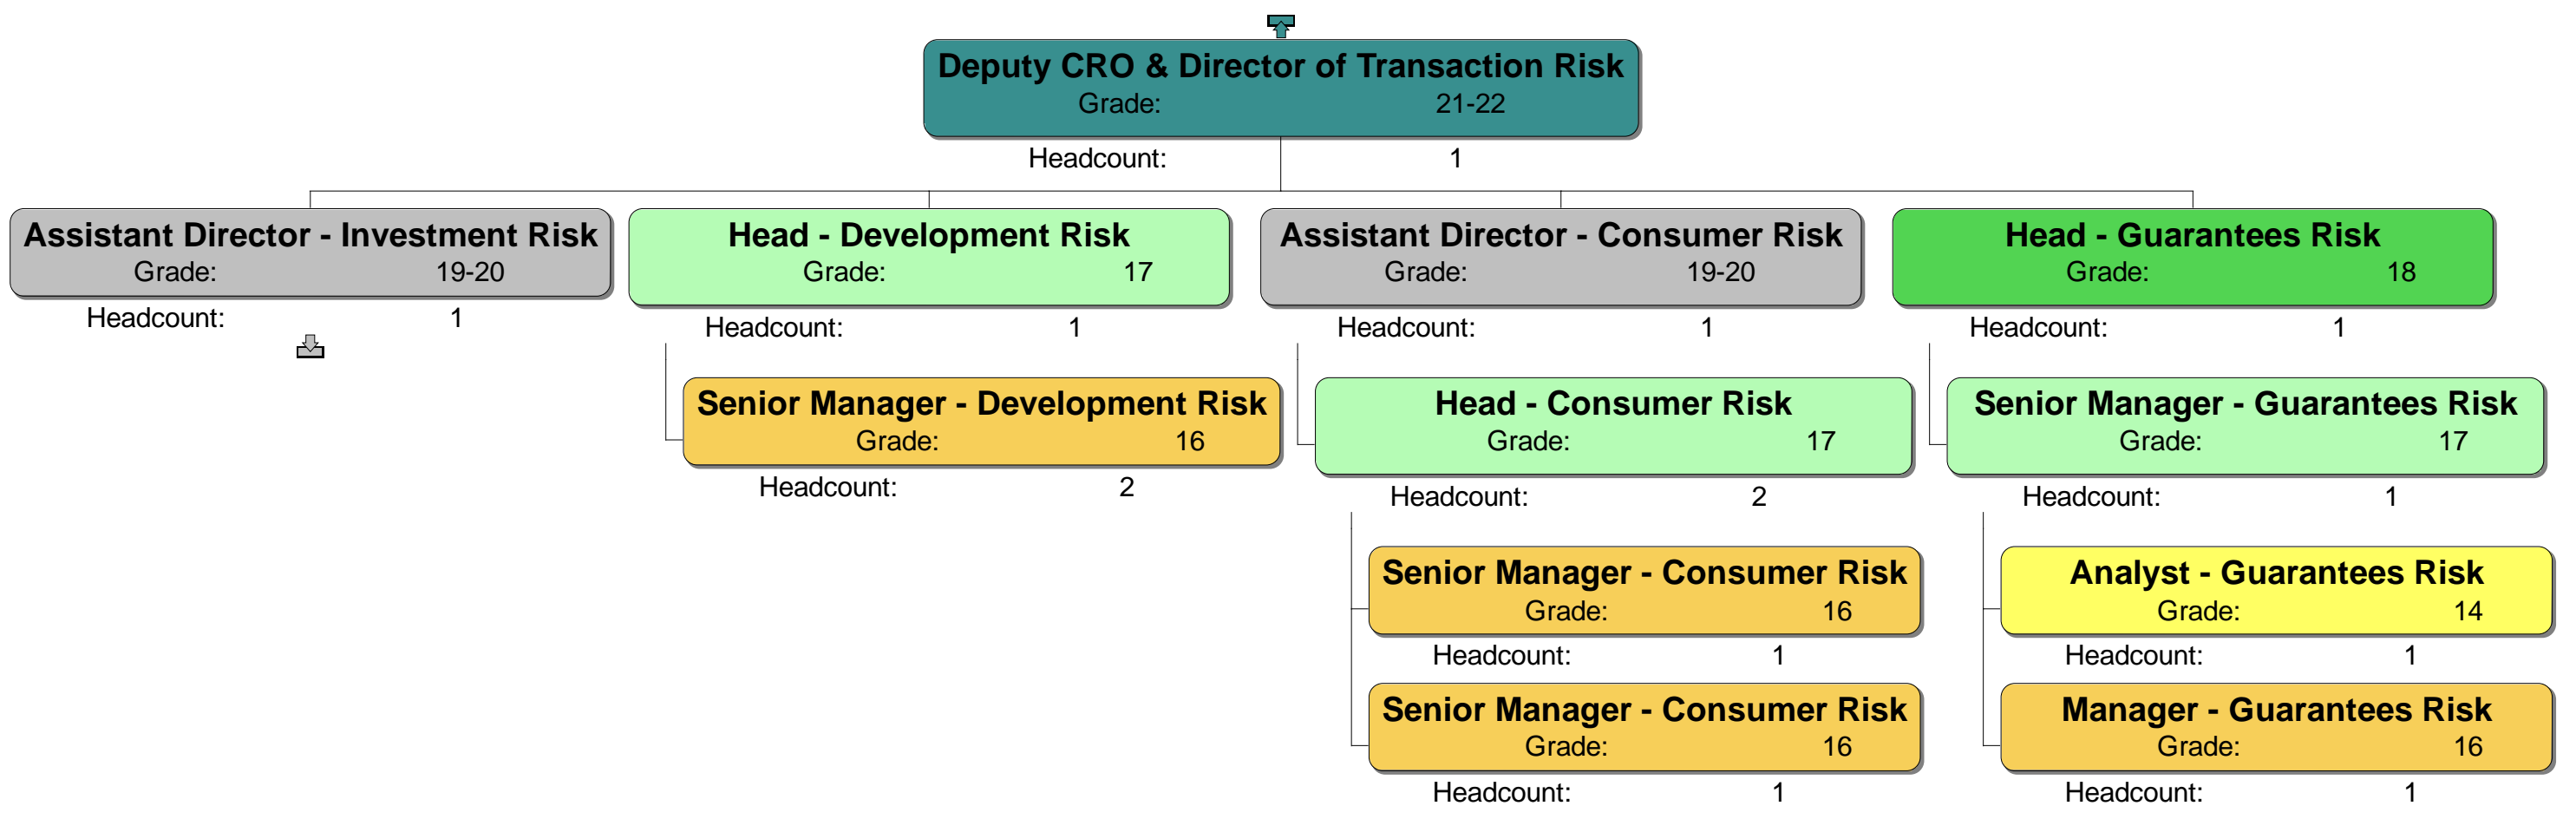 Deputy CRO & Director of Transaction Risk
Grade: 21-22
Headcount: 1
Assistant Director - Investment Risk
Grade: 19-20
Headcount: 1
Head - Development Risk
Grade: 17
Headcount: 1
Senior Manager - Development Risk
Grade: 16
Headcount: 2
Assistant Director - Consumer Risk
Grade: 19-20
Headcount: 1
Head - Consumer Risk
Grade: 17
Headcount: 2
Senior Manager - Consumer Risk
Grade: 16
Headcount: 1
Senior Manager - Consumer Risk
Grade: 16
Headcount: 1
Head - Guarantees Risk
Grade: 18
Headcount: 1
Senior Manager - Guarantees Risk
Grade: 17
Headcount: 1
Analyst - Guarantees Risk
Grade: 14
Headcount: 1
Manager - Guarantees Risk
Grade: 16
Headcount: 1